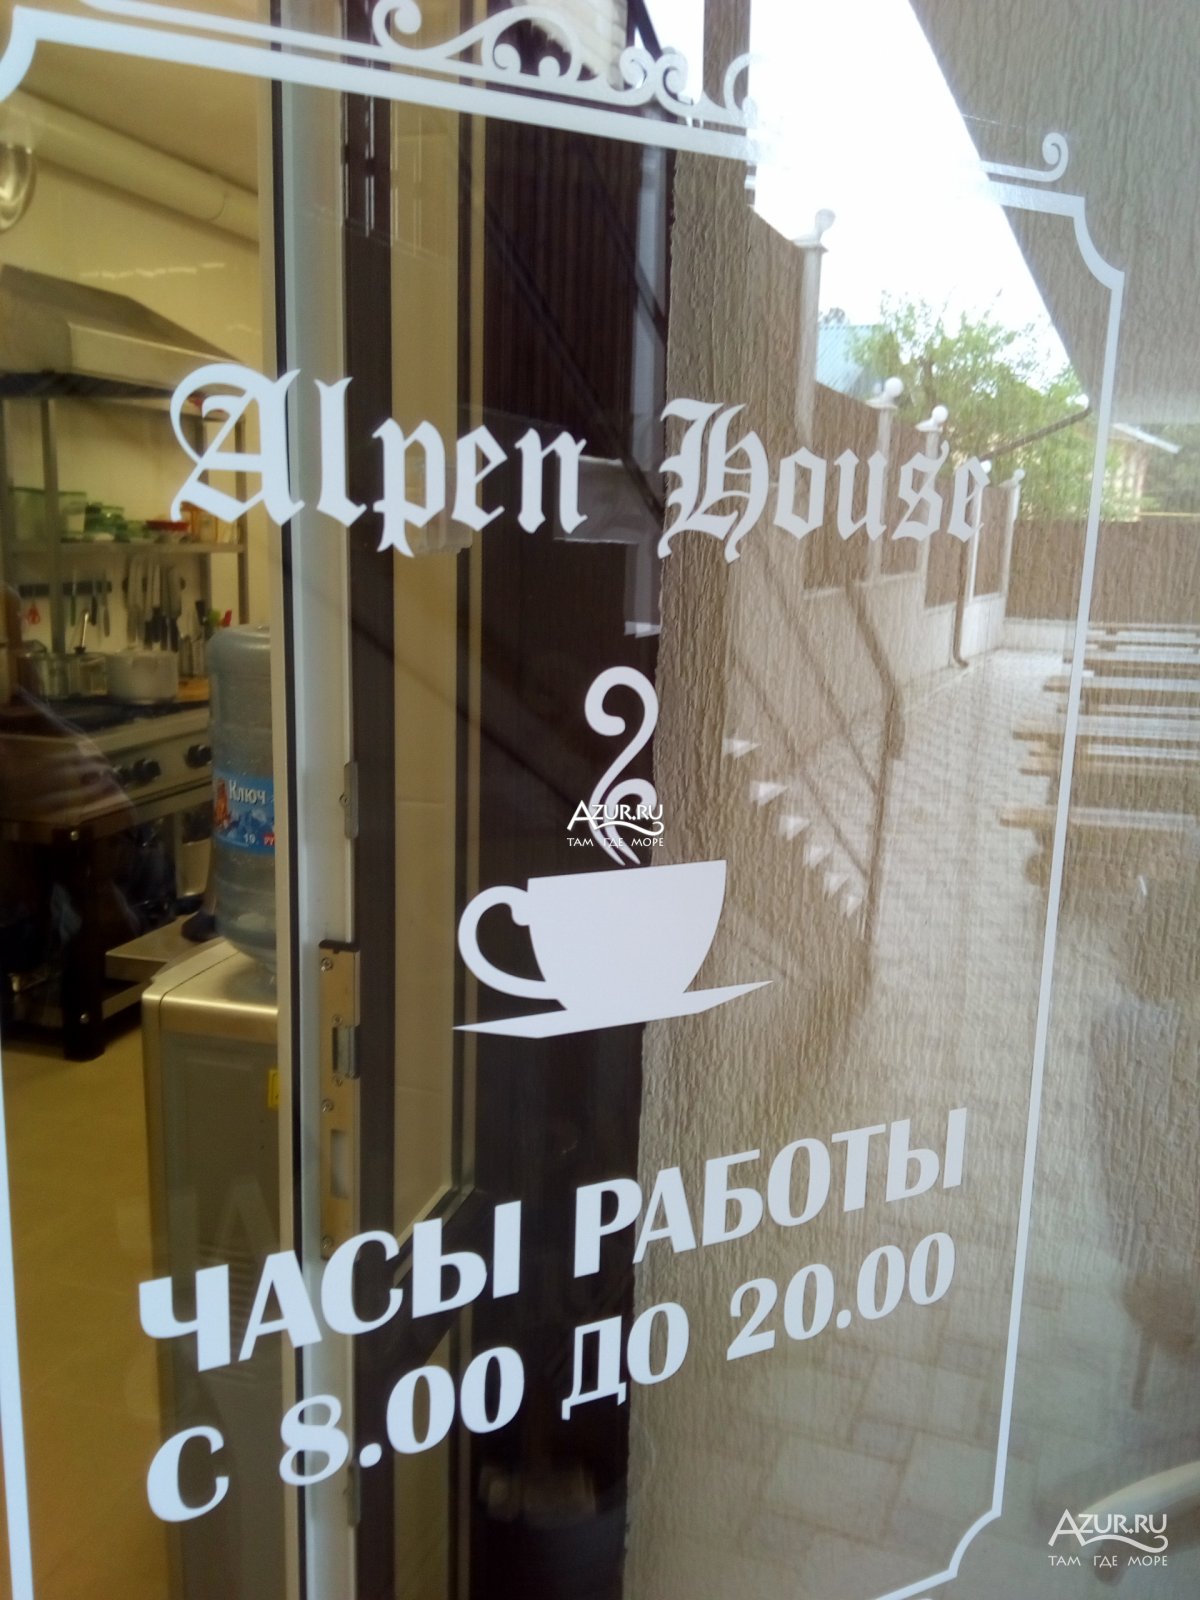 Alpen House
AZUR.RU
ТАМ ГДЕ МОРЕ
Ключ
19
ЧАСЫ РАБОТЫ
С 8.00 ДО 20.00
AZUR.RU
ТАМ ГДЕ МОРЕ